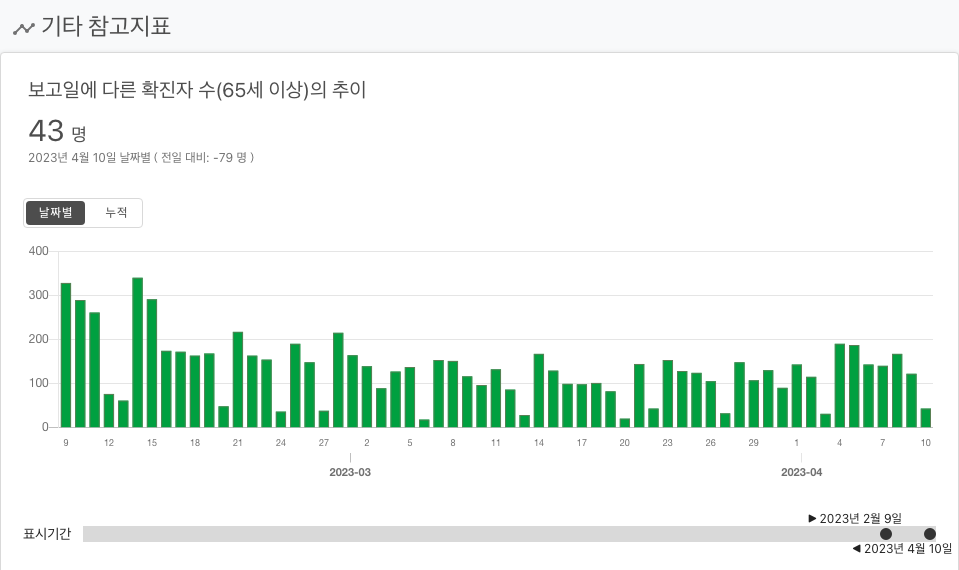 기타 참고지표
보고일에 다른 확진자 수(65세 이상)의 추이
43 명
2023년 4월 10일 날짜별 ( 전일 대비: -79 명 )
날짜별 누적
400
300
200
100
0
9 12 15 18 21 24 27 2 5 8 11 14 17 20 23 26 29 1 4 7 10
2023-03 2023-04
▶ 2023년 2월 9일
표시기간
◀ 2023년 4월 10일